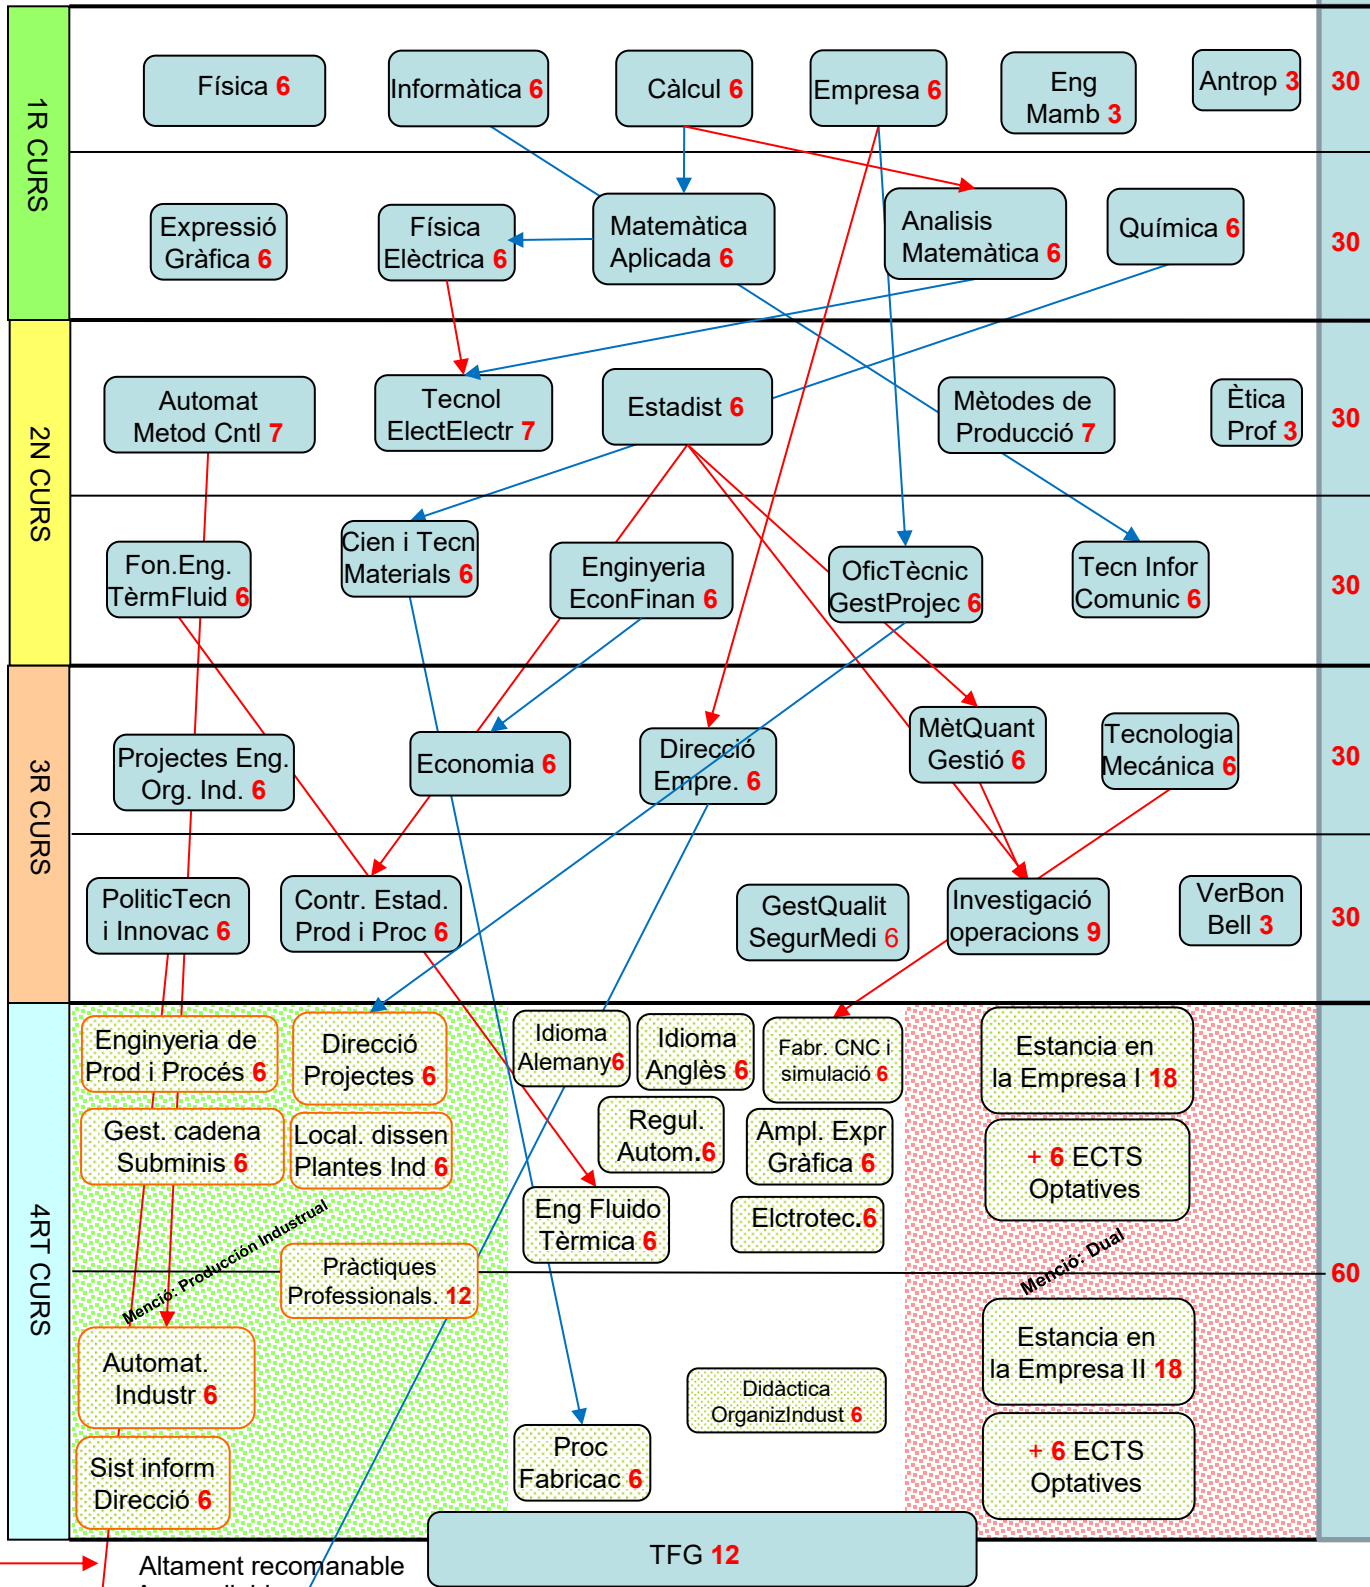 1R CURS
Física 6
Informàtica 6
Càlcul 6
Empresa 6
Eng
Mamb 3
Antrop 3
30
Expressió
Gràfica 6
Física
Elèctrica 6
Matemàtica
Aplicada 6
Analisis
Matemàtica 6
Química 6
30
2N CURS
Automat
Metod Cntl 7
Tecnol
ElectElectr 7
Estadist 6
Mètodes de
Producció 7
Ètica
Prof 3
30
Fon.Eng.
TèrmFluid 6
Cien i Tecn
Materials 6
Enginyeria
EconFinan 6
OficTècnic
GestProjec 6
Tecn Infor
Comunic 6
30
3R CURS
Projectes Eng.
Org. Ind. 6
Economia 6
Direcció
Empre. 6
MètQuant
Gestió 6
Tecnologia
Mecánica 6
30
PoliticTecn
i Innovac 6
Contr. Estad.
Prod i Proc 6
GestQualit
SegurMedi 6
Investigació
operacions 9
VerBon
Bell 3
30
4RT CURS
Enginyeria de
Prod i Procés 6
Direcció
Projectes 6
Idioma
Alemany6
Idioma
Anglès 6
Fabr. CNC i
simulació 6
Estancia en
la Empresa I 18
Gest. cadena
Subminis 6
Local. dissen
Plantes Ind 6
Regul.
Autom.6
Ampl. Expr
Gràfica 6
+ 6 ECTS
Optatives
Eng Fluido
Tèrmica 6
Elctrotec.6
Menció: Producción Industrual
Menció: Dual
Pràctiques
Professionals. 12
60
Automat.
Industr 6
Estancia en
la Empresa II 18
Didàctica
OrganizIndust 6
Sist inform
Direcció 6
Proc
Fabricac 6
+ 6 ECTS
Optatives
TFG 12
Altament recomanable